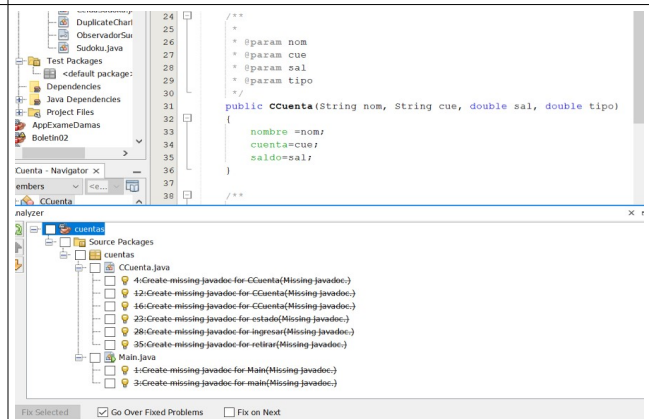 DuplicateCharI
ObservadorSu
Sudoku.java
Test Packages
<default package>
Dependencies
Java Dependencies
Project Files
AppExameDamas
Boletin02
Cuenta - Navigator ×
embers
<e...
CCuenta
24 /**
25 *
26 * @param nom
27 * @param cue
28 * @param sal
29 * @param tipo
30 */
31 public CCuenta(String nom, String cue, double sal, double tipo)
32 {
33 nombre =nom;
34 cuenta=cue;
35 saldo=sal;
36 }
37
38 /**
nalyzer
cuentas
Source Packages
cuentas
CCuenta.java
4:Create missing javadoc for CCuenta(Missing javadoc.)
12:Create missing javadoc for CCuenta(Missing javadoc.)
16:Create missing javadoc for CCuenta(Missing javadoc.)
23:Create missing javadoc for estado(Missing javadoc.)
28:Create missing javadoc for ingresar(Missing javadoc.)
35:Create missing javadoc for retirar(Missing javadoc.)
Main.java
1:Create missing javadoc for Main(Missing javadoc.)
3:Create missing javadoc for main(Missing javadoc.)
Fix Selected
Go Over Fixed Problems
Fix on Next